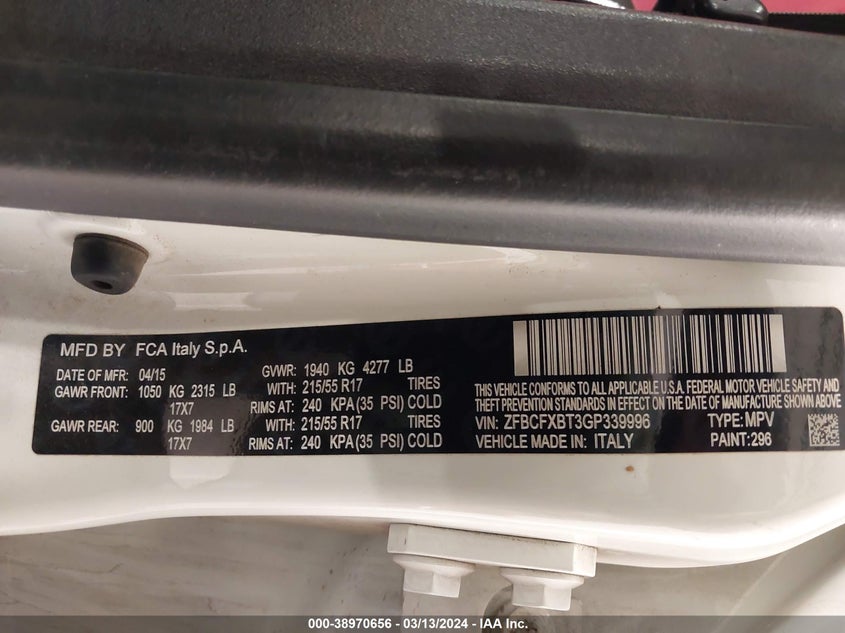 MFD BY FCA Italy S.p.A.
DATE OF MFR: 04/15 GVWR: 1940 KG 4277 LB
GAWR FRONT: 1050 KG 2315 LB WITH: 215/55 R17 TIRES
17X7 RIMS AT: 240 KPA(35 PSI) COLD
GAWR REAR: 900 KG 1984 LB WITH: 215/55 R17 TIRES
17X7 RIMS AT: 240 KPA(35 PSI) COLD
THIS VEHICLE CONFORMS TO ALL APPLICABLE U.S.A. FEDERAL MOTOR VEHICLE SAFETY AND
THEFT PREVENTION STANDARDS IN EFFECT ON THE DATE OF MANUFACTURE SHOWN ABOVE
VIN: ZFBCFXBT3GP339996 TYPE: MPV
VEHICLE MADE IN: ITALY PAINT: 296
000-38970656 - 03/13/2024 - IAA Inc.